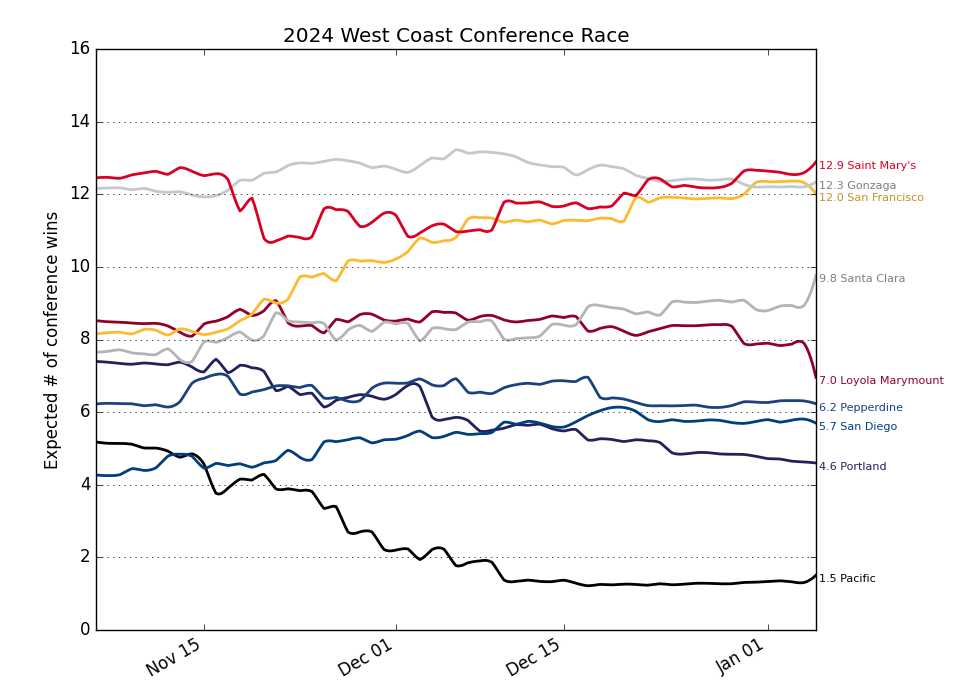 2024 West Coast Conference Race
Expected # of conference wins
16
14
12
10
8
6
4
2
0
Nov 15
Dec 01
Dec 15
Jan 01
12.9 Saint Mary's
12.3 Gonzaga
12.0 San Francisco
9.8 Santa Clara
7.0 Loyola Marymount
6.2 Pepperdine
5.7 San Diego
4.6 Portland
1.5 Pacific